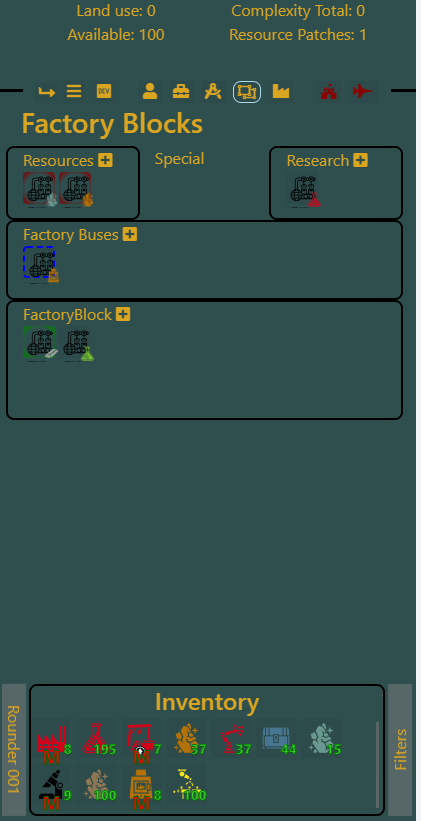 Land use: 0
Complexity Total: 0
Available: 100
Resource Patches: 1
DEV
Factory Blocks
Resources
Special
Research
Factory Buses
FactoryBlock
Inventory
Rounder 001
Filters
M 8
195
M 7
37
37
44
15
M 9
100
M 8
100